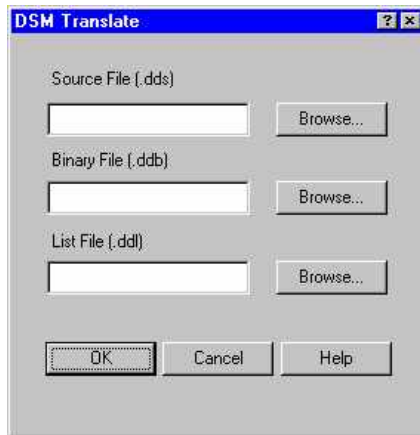 DSM Translate
Source File (.dds)
Browse...
Binary File (.ddb)
Browse...
List File (.ddl)
Browse...
OK Cancel Help